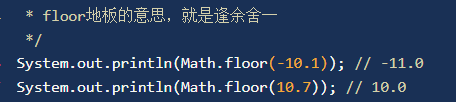 * floor地板的意思，就是逢余舍一
*/
System.out.println(Math.floor(-10.1)); // -11.0
System.out.println(Math.floor(10.7)); // 10.0